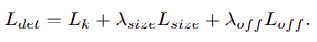 L_{det} = L_k + λ_{size}L_{size} + λ_{off}L_{off}.